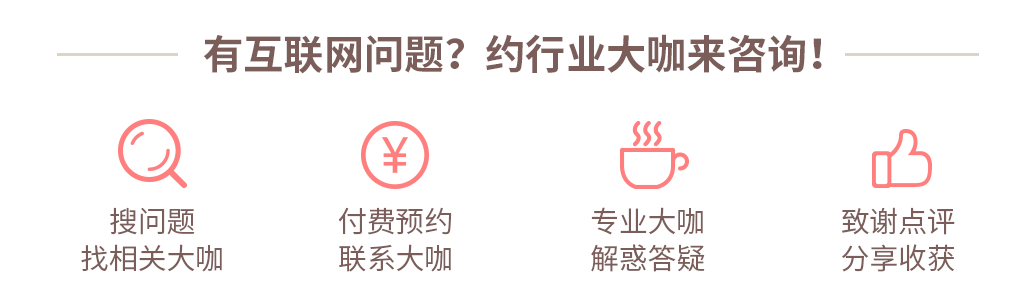 有互联网问题？约行业大咖来咨询！
¥
搜问题
找相关大咖
付费预约
联系大咖
专业大咖
解惑答疑
致谢点评
分享收获